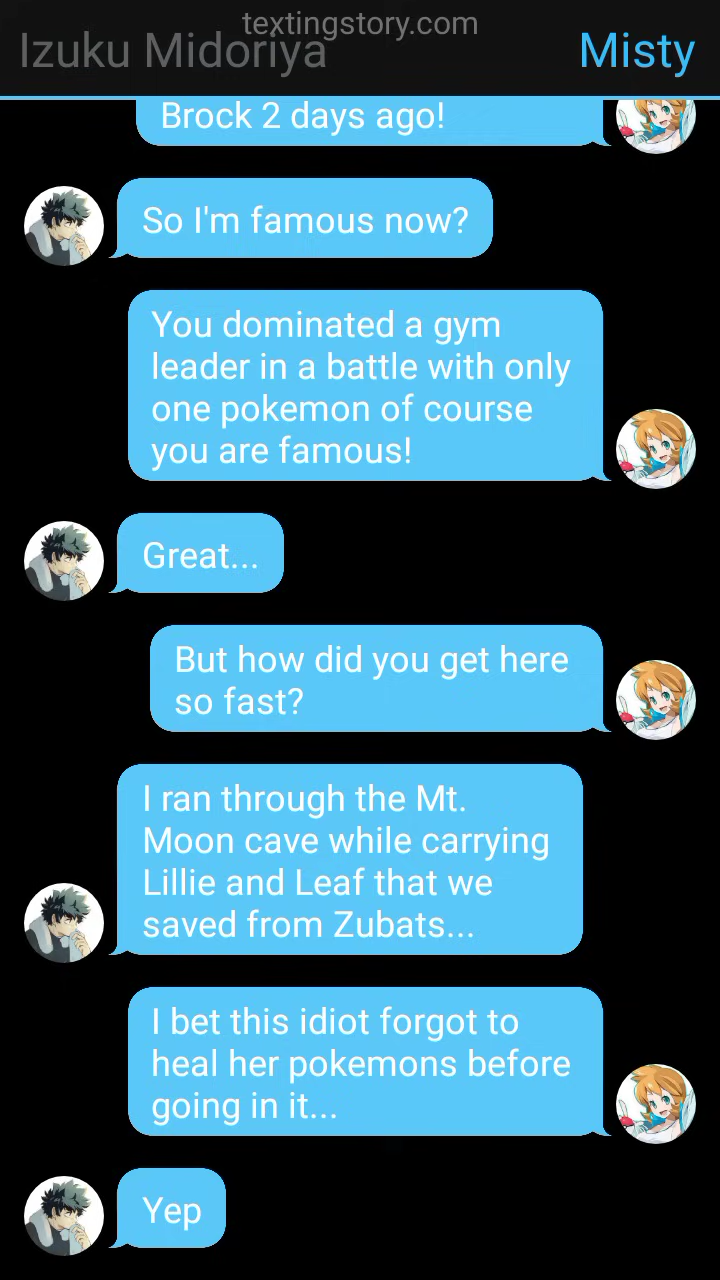 textingstory.com
Izuku Midoriya
Misty
Brock 2 days ago!
So I'm famous now?
You dominated a gym
leader in a battle with only
one pokemon of course
you are famous!
Great...
But how did you get here
so fast?
I ran through the Mt.
Moon cave while carrying
Lillie and Leaf that we
saved from Zubats...
I bet this idiot forgot to
heal her pokemons before
going in it...
Yep